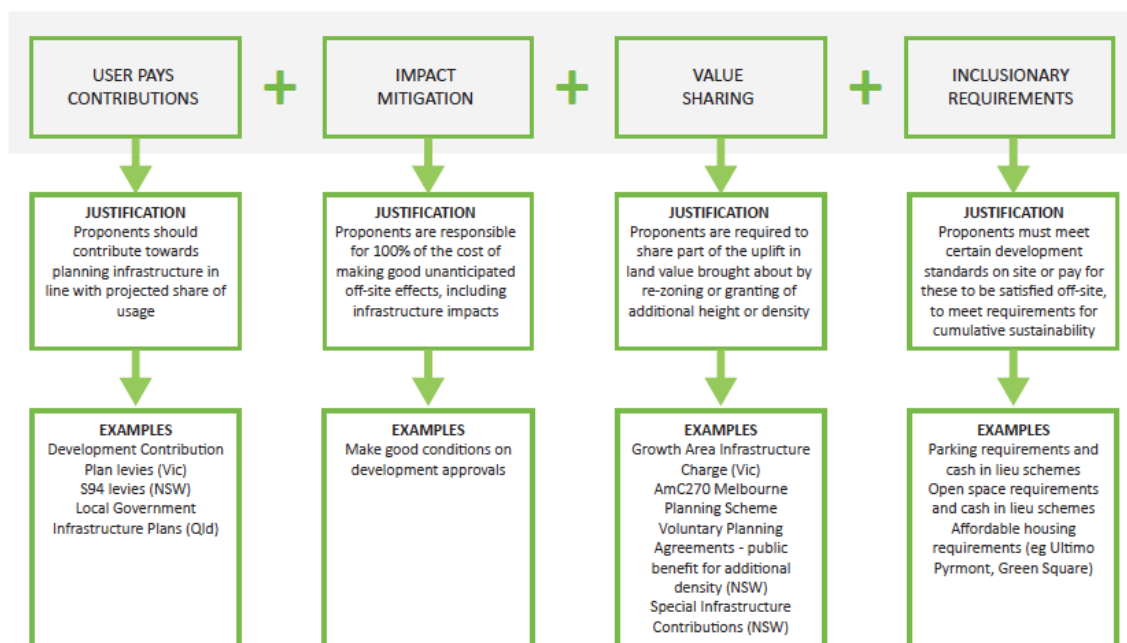 USER PAYS
CONTRIBUTIONS
+
IMPACT
MITIGATION
+
VALUE
SHARING
+
INCLUSIONARY
REQUIREMENTS
JUSTIFICATION
Proponents should
contribute towards
planning infrastructure in
line with projected share of
usage
JUSTIFICATION
Proponents are responsible
for 100% of the cost of
making good unanticipated
off-site effects, including
infrastructure impacts
JUSTIFICATION
Proponents are required to
share part of the uplift in
land value brought about by
re-zoning or granting of
additional height or density
JUSTIFICATION
Proponents must meet
certain development
standards on site or pay for
these to be satisfied off-site,
to meet requirements for
cumulative sustainability
EXAMPLES
Development Contribution
Plan levies (Vic)
S94 levies (NSW)
Local Government
Infrastructure Plans (Qld)
EXAMPLES
Make good conditions on
development approvals
EXAMPLES
Growth Area Infrastructure
Charge (Vic)
AmC270 Melbourne
Planning Scheme
Voluntary Planning
Agreements - public
benefit for additional
density (NSW)
Special Infrastructure
Contributions (NSW)
EXAMPLES
Parking requirements and
cash in lieu schemes
Open space requirements
and cash in lieu schemes
Affordable housing
requirements (eg Ultimo
Pyrmont, Green Square)